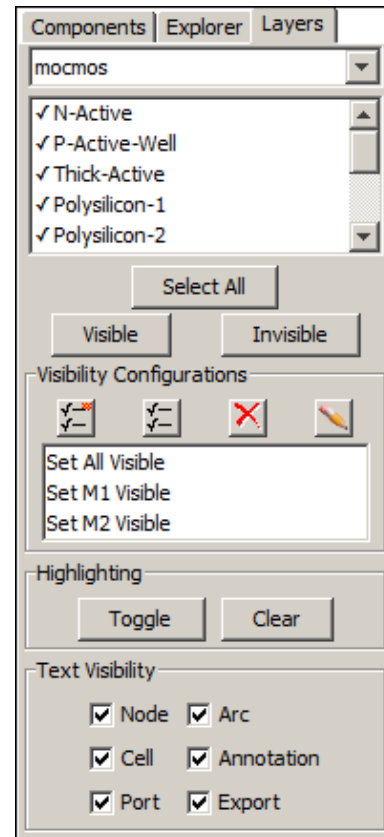 Components Explorer Layers
mocmos
✓ N-Active
✓ P-Active-Well
✓ Thick-Active
✓ Polysilicon-1
✓ Polysilicon-2
Select All
Visible Invisible
Visibility Configurations
Set All Visible
Set M1 Visible
Set M2 Visible
Highlighting
Toggle Clear
Text Visibility
Node Arc
Cell Annotation
Port Export